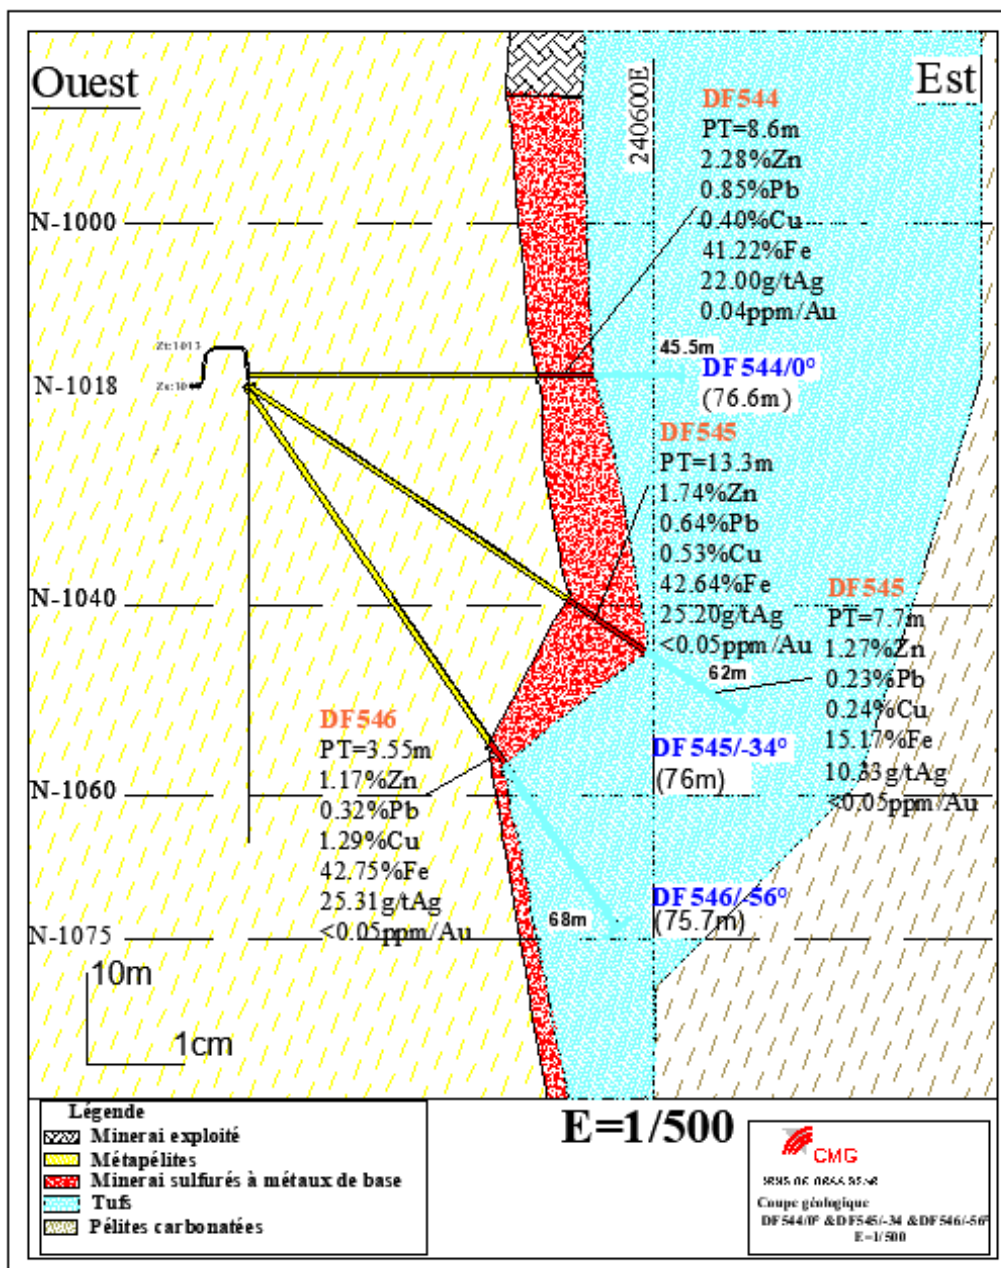 Ouest
Est
240600E
DF544
PT=8.6m
2.28%Zn
0.85%Pb
0.40%Cu
41.22%Fe
22.00g/tAg
0.04ppm/Au
N-1000
45.5m
DF544/0°
(76.6m)
N-1018
DF545
PT=13.3m
1.74%Zn
0.64%Pb
0.53%Cu
42.64%Fe
25.20g/tAg
<0.05ppm/Au
N-1040
DF545
PT=7.7m
1.27%Zn
0.23%Pb
0.24%Cu
15.17%Fe
10.33g/tAg
<0.05ppm/Au
62m
DF546
PT=3.55m
1.17%Zn
0.32%Pb
1.29%Cu
42.75%Fe
25.31g/tAg
<0.05ppm/Au
DF545/-34°
(76m)
N-1060
DF546/-56°
(75.7m)
68m
N-1075
10m
1cm
Légende
Minerai exploité
Métapélites
Minerai sulfurés à métaux de base
Tufs
Pélites carbonatées
E=1/500
CMG
Coupe géologique
DF544/0° &DF545/-34 &DF546/-56°
E=1/500